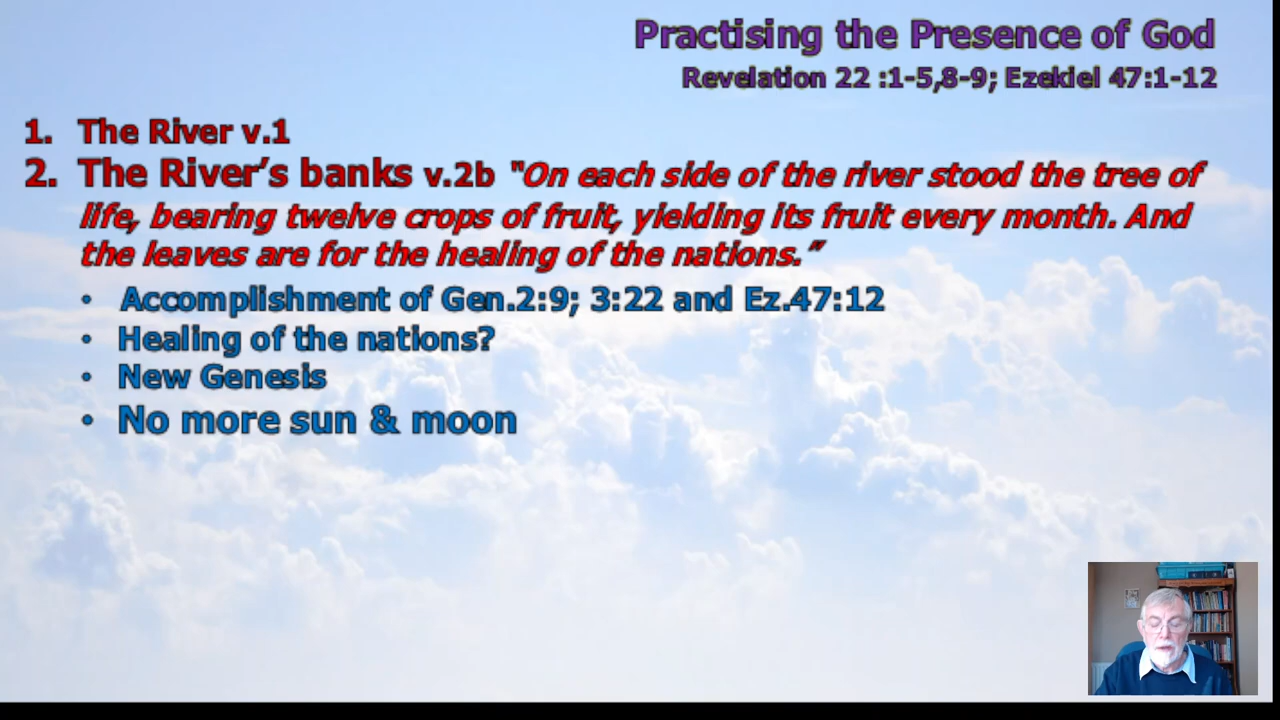 Practising the Presence of God
Revelation 22 :1-5,8-9; Ezekiel 47:1-12
1. The River v.1
2. The River’s banks v.2b “On each side of the river stood the tree of
life, bearing twelve crops of fruit, yielding its fruit every month. And
the leaves are for the healing of the nations.”
• Accomplishment of Gen.2:9; 3:22 and Ez.47:12
• Healing of the nations?
• New Genesis
• No more sun & moon